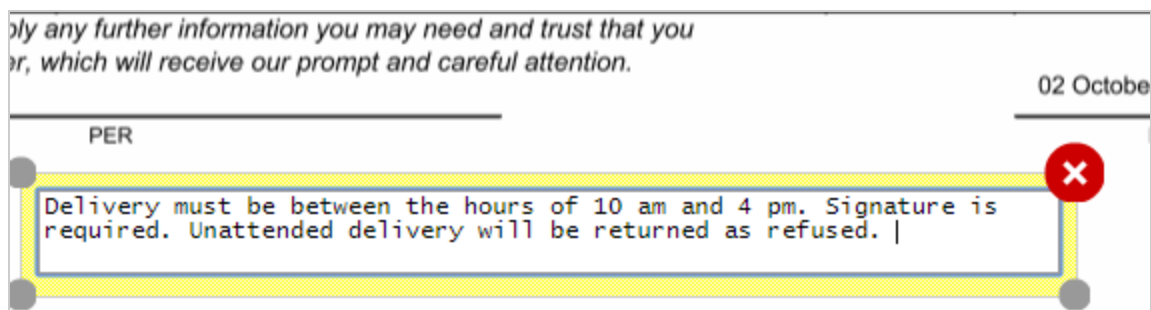 ply any further information you may need and trust that you
er, which will receive our prompt and careful attention.
02 Octobe
PER
Delivery must be between the hours of 10 am and 4 pm. Signature is
required. Unattended delivery will be returned as refused.